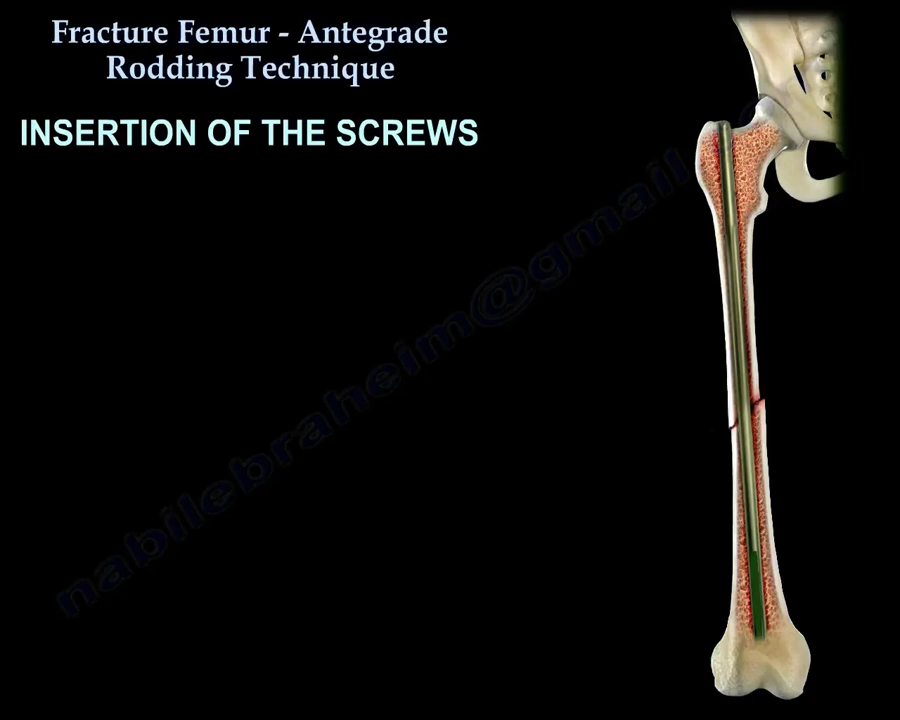 Fracture Femur - Antegrade
Rodding Technique
INSERTION OF THE SCREWS
nabilebraheim@gmail.